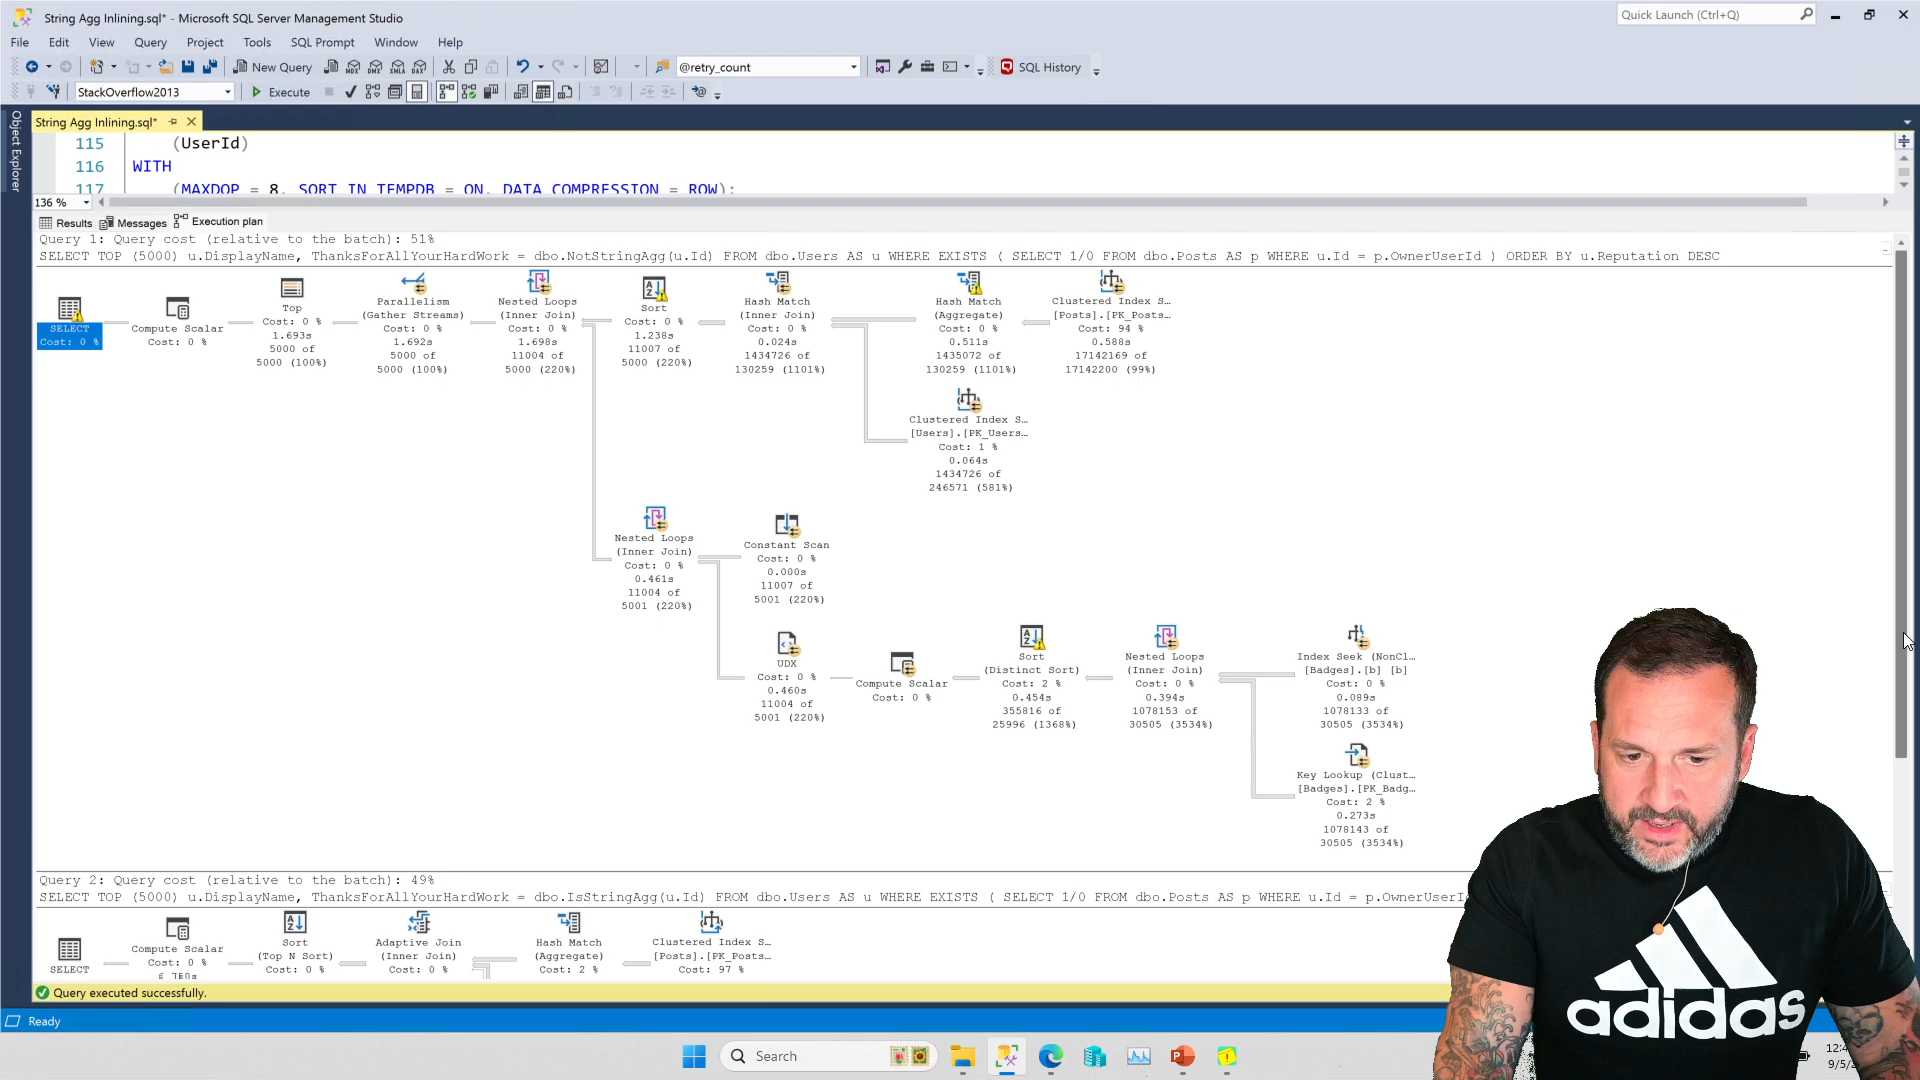 String Agg Inlining.sql* - Microsoft SQL Server Management Studio
Quick Launch (Ctrl+Q)
File Edit View Query Project Tools SQL Prompt Window Help
New Query
@retry_count
SQL History
StackOverflow2013
Execute
Object Explorer
String Agg Inlining.sql*
115 (UserId)
116 WITH
117 (MAXDOP = 8, SORT_IN_TEMPDB = ON, DATA_COMPRESSION = ROW);
136 %
Results Messages Execution plan
Query 1: Query cost (relative to the batch): 51%
SELECT TOP (5000) u.DisplayName, ThanksForAllYourHardWork = dbo.NotStringAgg(u.Id) FROM dbo.Users AS u WHERE EXISTS ( SELECT 1/0 FROM dbo.Posts AS p WHERE u.Id = p.OwnerUserId ) ORDER BY u.Reputation DESC
SELECT
Cost: 0 %
Compute Scalar
Cost: 0 %
Top
Cost: 0 %
1.693s
5000 of
5000 (100%)
Parallelism
(Gather Streams)
Cost: 0 %
1.692s
5000 of
5000 (100%)
Nested Loops
(Inner Join)
Cost: 0 %
1.698s
11004 of
5000 (220%)
Sort
Cost: 0 %
1.238s
11007 of
5000 (220%)
Hash Match
(Inner Join)
Cost: 0 %
0.024s
1434726 of
130259 (1101%)
Hash Match
(Aggregate)
Cost: 0 %
0.511s
1435072 of
130259 (1101%)
Clustered Index S...
[Posts].[PK_Posts...
Cost: 94 %
0.588s
17142169 of
17142200 (99%)
Clustered Index S...
[Users].[PK_Users...
Cost: 1 %
0.064s
1434726 of
246571 (581%)
Nested Loops
(Inner Join)
Cost: 0 %
0.461s
11004 of
5001 (220%)
Constant Scan
Cost: 0 %
0.000s
11007 of
5001 (220%)
UDX
Cost: 0 %
0.460s
11004 of
5001 (220%)
Compute Scalar
Cost: 0 %
Sort
(Distinct Sort)
Cost: 2 %
0.454s
355816 of
25996 (1368%)
Nested Loops
(Inner Join)
Cost: 0 %
0.394s
1078153 of
30505 (3534%)
Index Seek (NonCl...
[Badges].[b] [b]
Cost: 0 %
0.089s
1078133 of
30505 (3534%)
Key Lookup (Clust...
[Badges].[PK_Badg...
Cost: 2 %
0.273s
1078143 of
30505 (3534%)
Query 2: Query cost (relative to the batch): 49%
SELECT TOP (5000) u.DisplayName, ThanksForAllYourHardWork = dbo.IsStringAgg(u.Id) FROM dbo.Users AS u WHERE EXISTS ( SELECT 1/0 FROM dbo.Posts AS p WHERE u.Id = p.OwnerUserI
SELECT
Compute Scalar
Cost: 0 %
Sort
(Top N Sort)
Cost: 0 %
Adaptive Join
(Inner Join)
Cost: 0 %
Hash Match
(Aggregate)
Cost: 2 %
Clustered Index S...
[Posts].[PK_Posts...
Cost: 97 %
Query executed successfully.
Ready
Search
adidas
12:4
9/5/